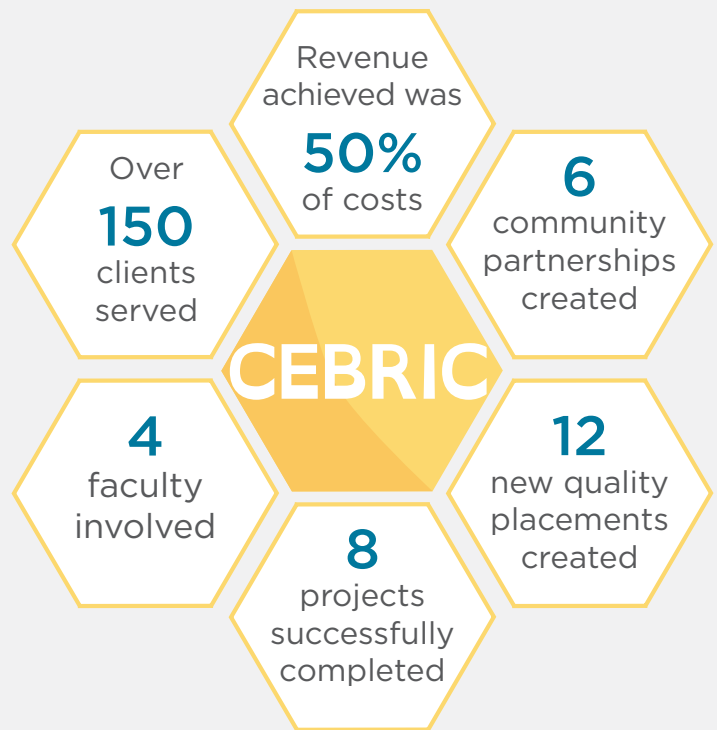 Revenue
achieved was
50%
of costs
6
community
partnerships
created
12
new quality
placements
created
8
projects
successfully
completed
4
faculty
involved
Over
150
clients
served
CEBRIC